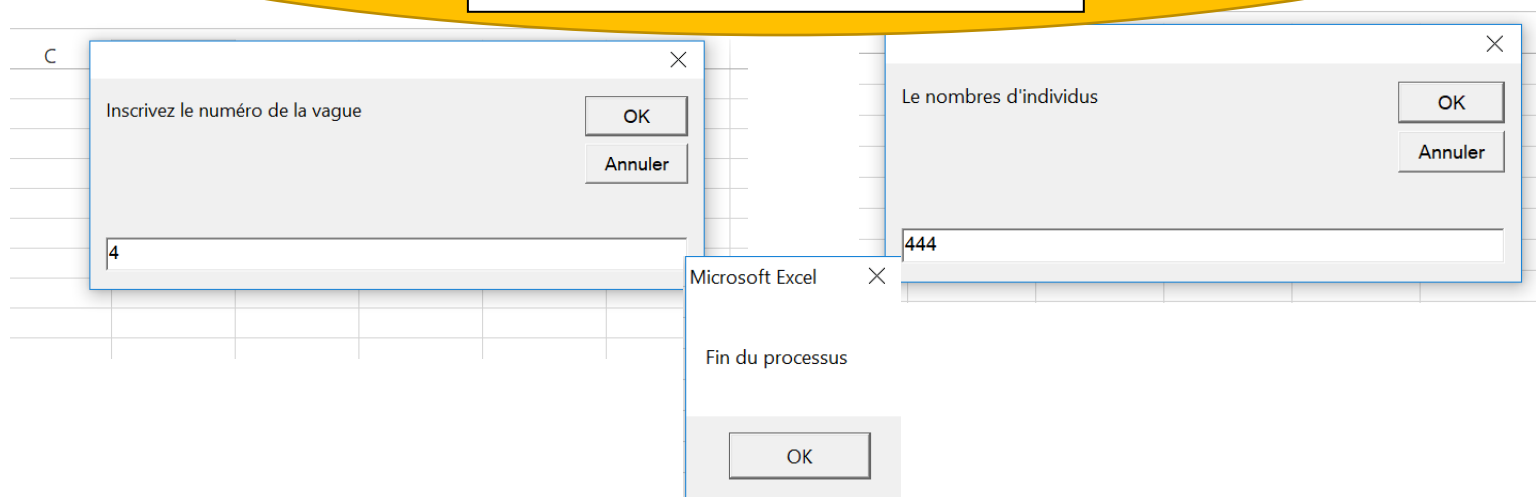 C
Inscrivez le numéro de la vague
OK
Annuler
4
Le nombres d'individus
OK
Annuler
444
Microsoft Excel
Fin du processus
OK